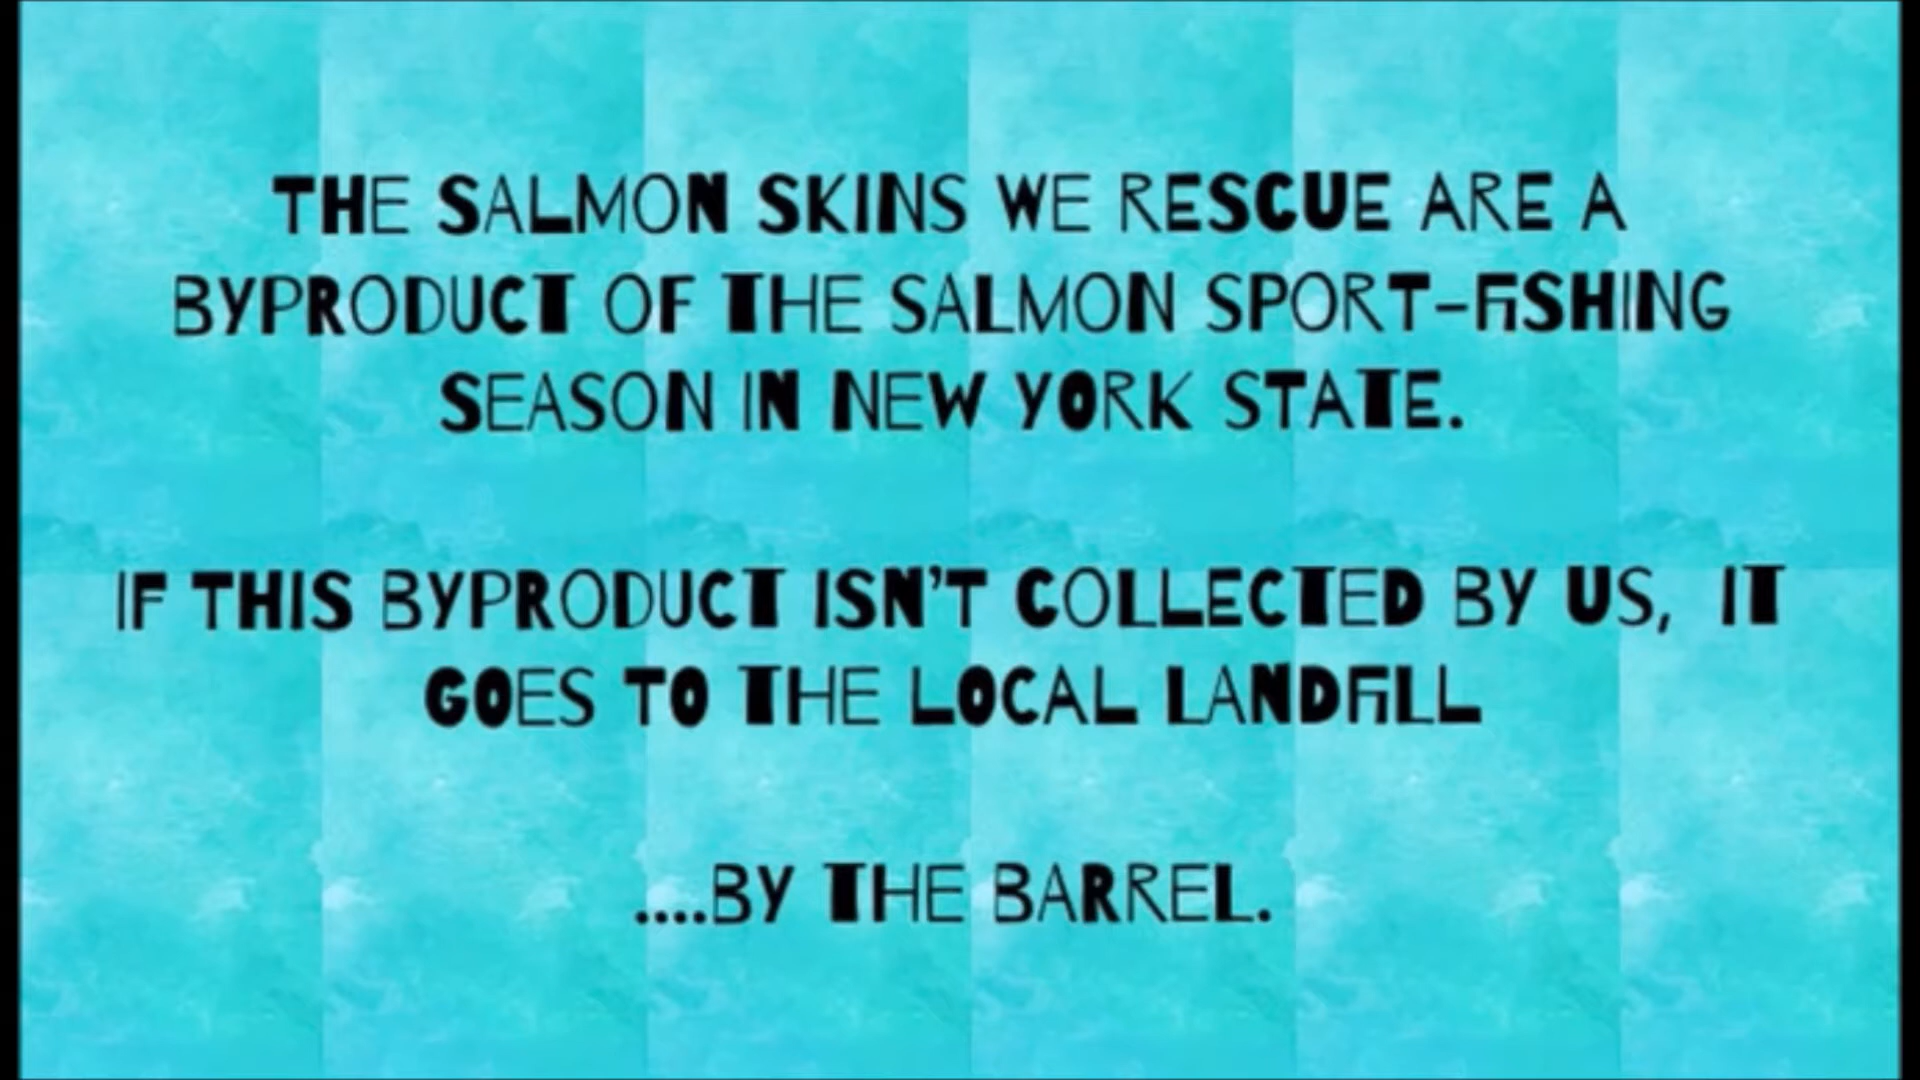 THE SALMON SKINS WE RESCUE ARE A
BYPRODUCT OF THE SALMON SPORT-FISHING
SEASON IN NEW YORK STATE.
IF THIS BYPRODUCT ISN'T COLLECTED BY US, IT
GOES TO THE LOCAL LANDFILL
....BY THE BARREL.